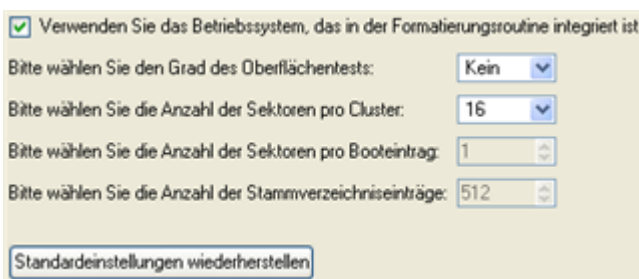 Verwenden Sie das Betriebssystem, das in der Formatierungsroutine integriert ist
Bitte wählen Sie den Grad des Oberflächentests: Kein
Bitte wählen Sie die Anzahl der Sektoren pro Cluster: 16
Bitte wählen Sie die Anzahl der Sektoren pro Booteintrag: 1
Bitte wählen Sie die Anzahl der Stammverzeichniseinträge: 512
Standardeinstellungen wiederherstellen